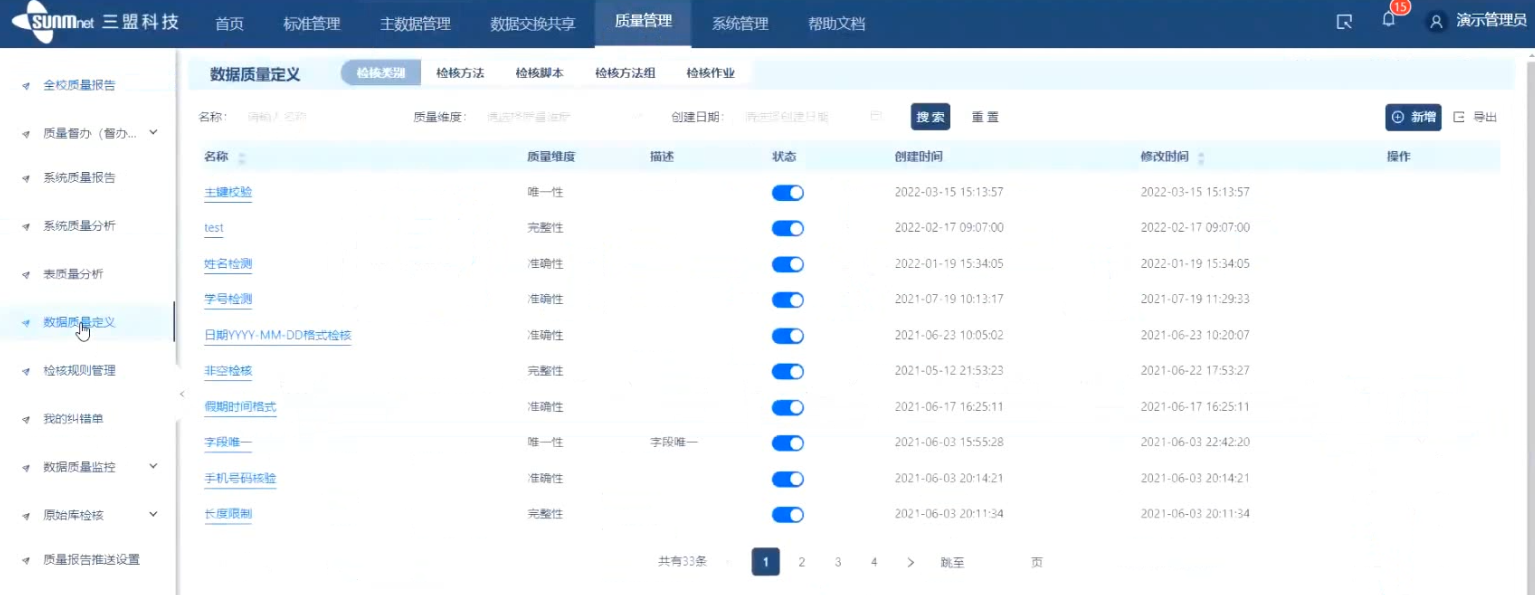 SUNMnet 三盟科技 首页 标准管理 主数据管理 数据交换共享 质量管理 系统管理 帮助文档 15 演示管理员
全校质量报告
质量督办（督办...
系统质量报告
系统质量分析
表质量分析
数据质量定义
检核规则管理
我的纠错单
数据质量监控
原始库检核
质量报告推送设置
数据质量定义 检核类别 检核方法 检核脚本 检核方法组 检核作业
名称： 请输入名称 质量维度： 请选择质量维度 创建日期： 请选择创建日期 搜索 重置 新增 导出
名称 质量维度 描述 状态 创建时间 修改时间 操作
主键校验 唯一性 2022-03-15 15:13:57 2022-03-15 15:13:57
test 完整性 2022-02-17 09:07:00 2022-02-17 09:07:00
姓名检测 准确性 2022-01-19 15:34:05 2022-01-19 15:34:05
学号检测 准确性 2021-07-19 10:13:17 2021-07-19 11:29:33
日期YYYY-MM-DD格式检核 准确性 2021-06-23 10:05:02 2021-06-23 10:20:07
非空检核 完整性 2021-05-12 21:53:23 2021-06-22 17:53:27
假期时间格式 准确性 2021-06-17 16:25:11 2021-06-17 16:25:11
字段唯一 唯一性 字段唯一 2021-06-03 15:55:28 2021-06-03 22:42:20
手机号码核验 准确性 2021-06-03 20:14:21 2021-06-03 20:14:21
长度限制 完整性 2021-06-03 20:11:34 2021-06-03 20:11:34
共有33条 1 2 3 4 跳至 页